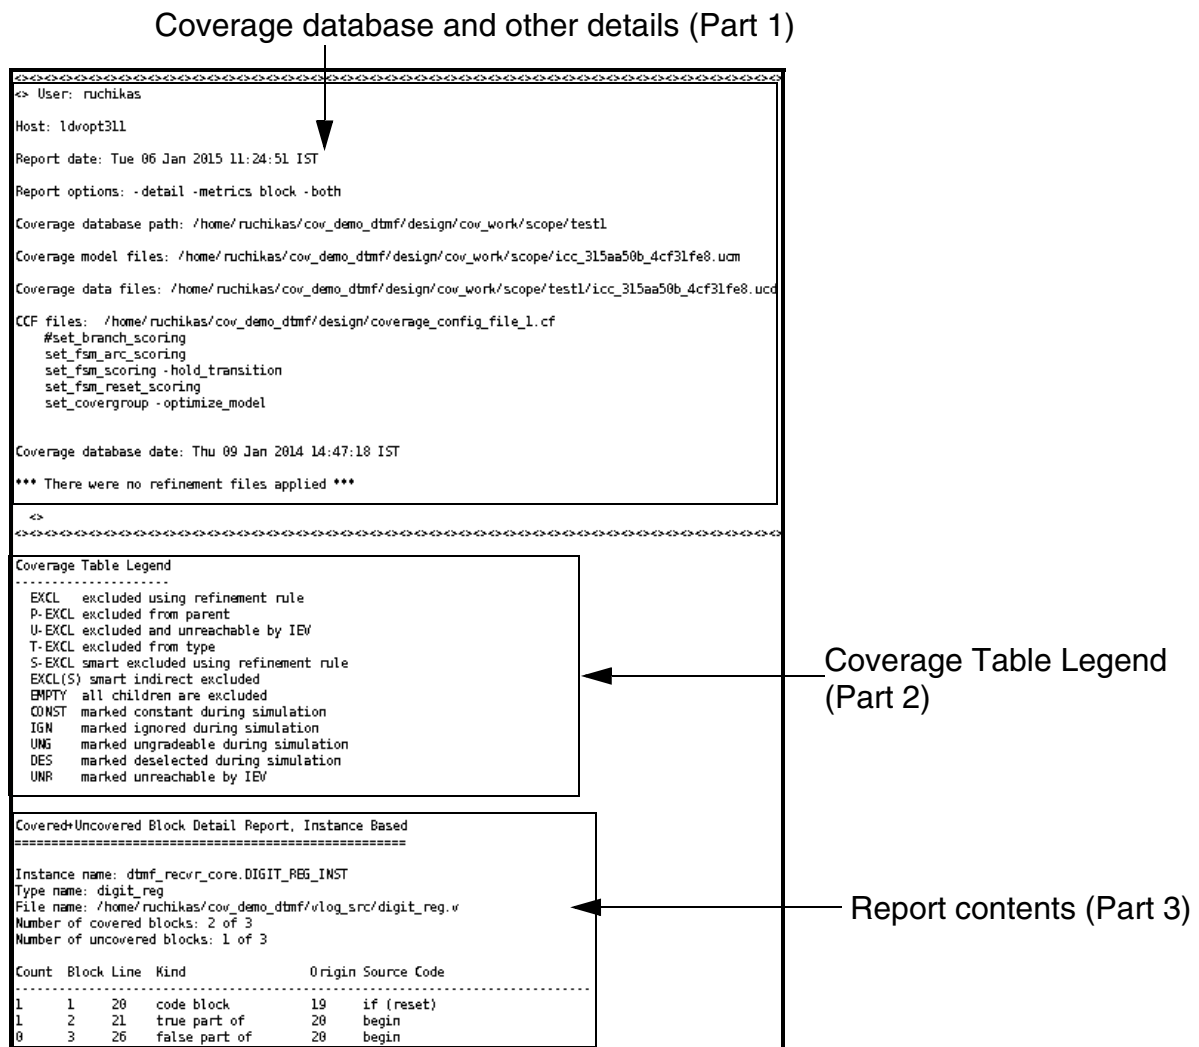 Coverage database and other details (Part 1)
<><><><><><><><><><><><><><><><><><><><><><><><><><><><><><><><><><><><><><><><><><><><><><><><><><><><>
<> User: ruchikas
Host: ldvopt311
Report date: Tue 06 Jan 2015 11:24:51 IST
Report options: -detail -metrics block -both
Coverage database path: /home/ruchikas/cov_demo_dtmf/design/cov_work/scope/test1
Coverage model files: /home/ruchikas/cov_demo_dtmf/design/cov_work/scope/icc_315aa50b_4cf31fe8.ucm
Coverage data files: /home/ruchikas/cov_demo_dtmf/design/cov_work/scope/test1/icc_315aa50b_4cf31fe8.ucd
CCF files:  /home/ruchikas/cov_demo_dtmf/design/coverage_config_file_1.cf
#set_branch_scoring
set_fsm_arc_scoring
set_fsm_scoring -hold_transition
set_fsm_reset_scoring
set_covergroup -optimize_model
Coverage database date: Thu 09 Jan 2014 14:47:18 IST
*** There were no refinement files applied ***
<>
<><><><><><><><><><><><><><><><><><><><><><><><><><><><><><><><><><><><><><><><><><><><><><><><><><><><>
Coverage Table Legend
---------------------
EXCL   excluded using refinement rule
P-EXCL excluded from parent
U-EXCL excluded and unreachable by IEV
T-EXCL excluded from type
S-EXCL smart excluded using refinement rule
EXCL(S) smart indirect excluded
EMPTY  all children are excluded
CONST  marked constant during simulation
IGN    marked ignored during simulation
UNG    marked ungradeable during simulation
DES    marked deselected during simulation
UNR    marked unreachable by IEV
Coverage Table Legend
(Part 2)
Covered+Uncovered Block Detail Report, Instance Based
=====================================================
Instance name: dtmf_recvr_core.DIGIT_REG_INST
Type name: digit_reg
File name: /home/ruchikas/cov_demo_dtmf/vlog_src/digit_reg.v
Number of covered blocks: 2 of 3
Number of uncovered blocks: 1 of 3
Report contents (Part 3)
Count  Block Line  Kind                 Origin Source Code
------------------------------------------------------------------------------
1      1     20    code block           19     if (reset)
1      2     21    true part of         20     begin
0      3     26    false part of        20     begin